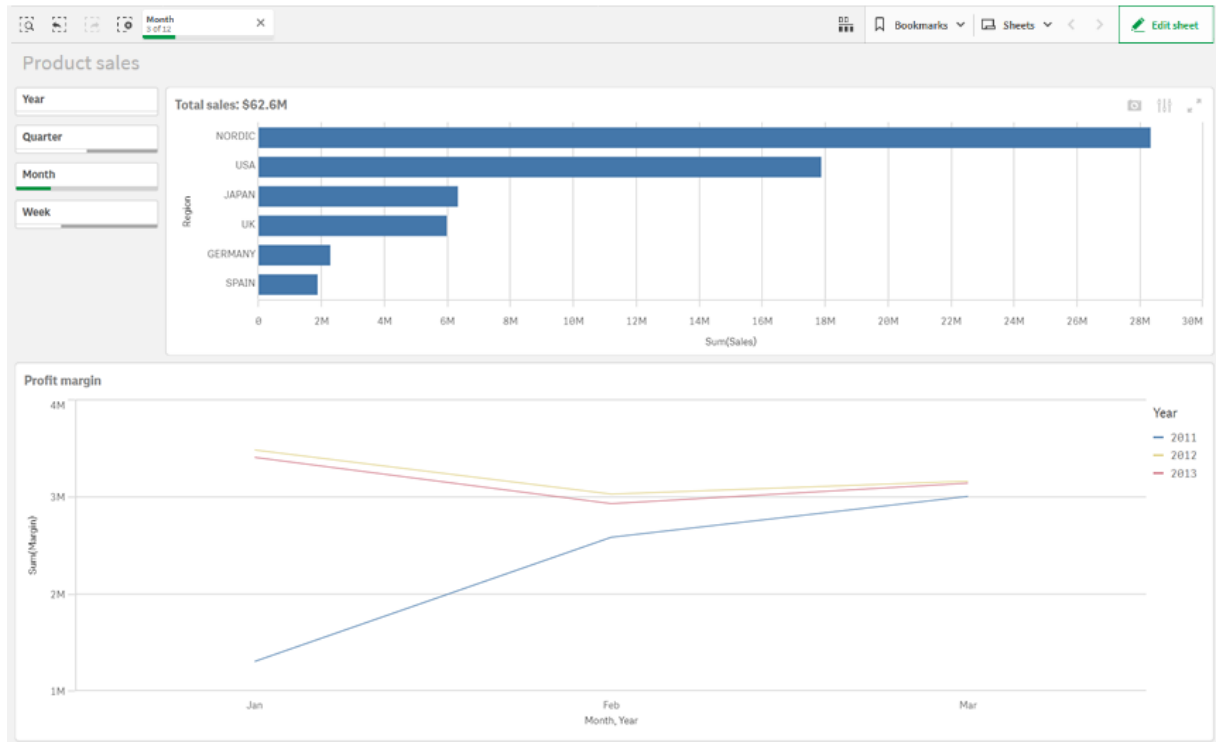 Month
3 of 12
Bookmarks
Sheets
Edit sheet
Product sales
Year
Quarter
Month
Week
Total sales: $62.6M
Region
NORDIC
USA
JAPAN
UK
GERMANY
SPAIN
0 2M 4M 6M 8M 10M 12M 14M 16M 18M 20M 22M 24M 26M 28M 30M
Sum(Sales)
Profit margin
Sum(Margin)
4M
3M
2M
1M
Jan Feb Mar
Month, Year
Year
2011
2012
2013